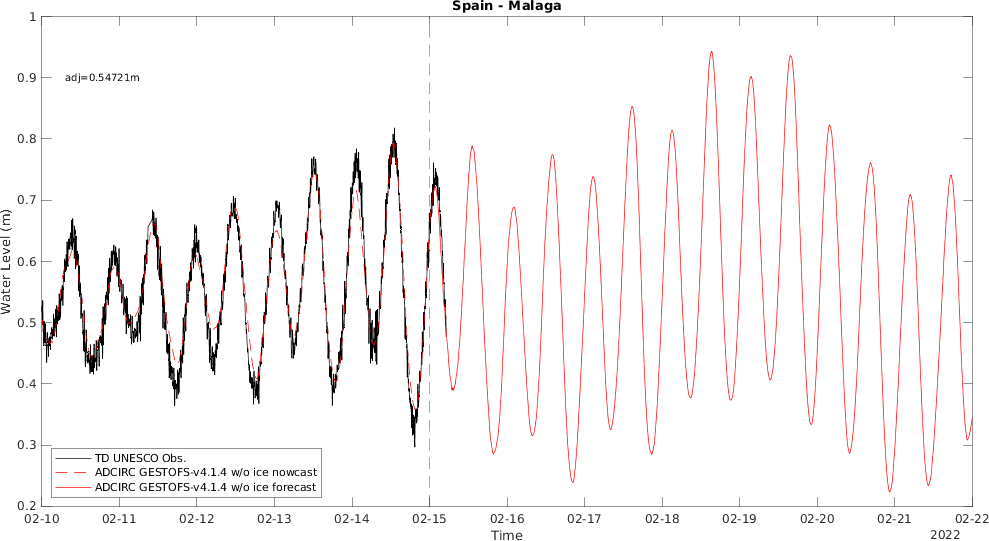 Spain - Malaga
1
0.9
0.8
0.7
0.6
0.5
0.4
0.3
0.2
Water Level (m)
adj=0.54721m
TD UNESCO Obs.
ADCIRC GESTOFS-v4.1.4 w/o ice nowcast
ADCIRC GESTOFS-v4.1.4 w/o ice forecast
02-10 02-11 02-12 02-13 02-14 02-15 02-16 02-17 02-18 02-19 02-20 02-21 02-22
Time
2022